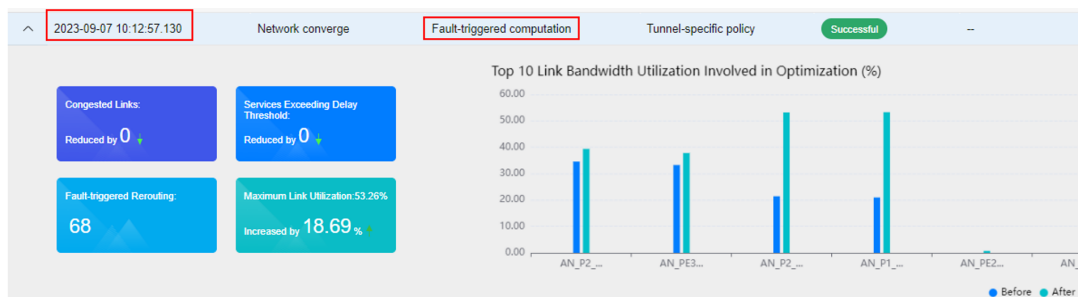 2023-09-07 10:12:57.130 Network converge Fault-triggered computation Tunnel-specific policy Successful --
Top 10 Link Bandwidth Utilization Involved in Optimization (%)
Congested Links:
Reduced by 0
Services Exceeding Delay
Threshold:
Reduced by 0
Fault-triggered Rerouting:
68
Maximum Link Utilization:53.26%
Increased by 18.69 %
60.00
50.00
40.00
30.00
20.00
10.00
0.00
AN_P2_... AN_PE3... AN_P2_... AN_P1_... AN_PE2... AN_
Before After